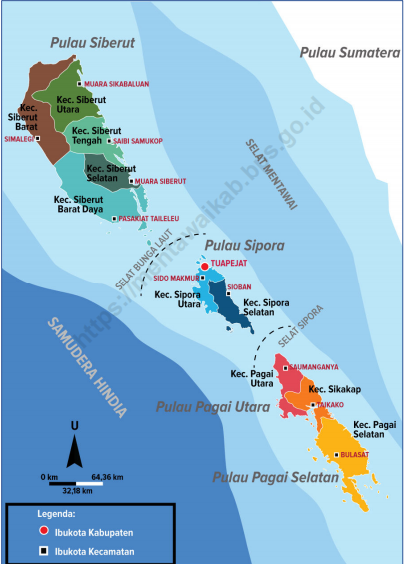 Pulau Siberut
Pulau Sumatera
MUARA SIKABALUAN
Kec. Siberut
Utara
Kec.
Siberut
Barat
SIMALEGI
Kec. Siberut
Tengah
SAIBI SAMUKOP
Kec. Siberut
Selatan
MUARA SIBERUT
Kec. Siberut
Barat Daya
PASAKIAT TAILELEU
SELAT MENTAWAI
SELAT BUNGA LAUT
Pulau Sipora
TUAPEJAT
SIDO MAKMUR
SIOBAN
Kec. Sipora
Utara
Kec. Sipora
Selatan
SELAT SIPORA
SAMUDERA HINDIA
Kec. Pagai
Utara
SAUMANGANYA
Kec. Sikakap
TAIKAKO
Pulau Pagai Utara
Kec. Pagai
Selatan
BULASAT
Pulau Pagai Selatan
U
0 km
64,36 km
32,18 km
Legenda:
Ibukota Kabupaten
Ibukota Kecamatan
https://mentawaikab.bps.go.id